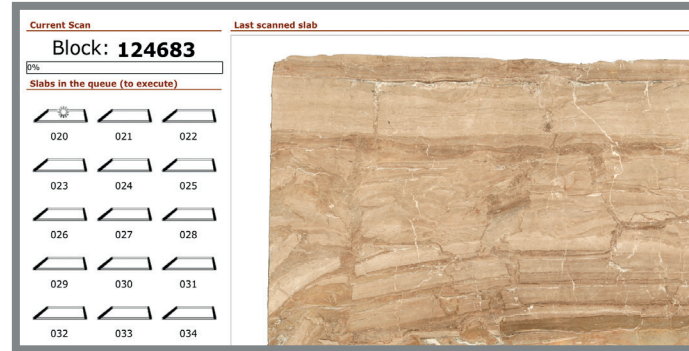 Current Scan
Block: 124683
0%
Slabs in the queue (to execute)
020 021 022
023 024 025
026 027 028
029 030 031
032 033 034
Last scanned slab